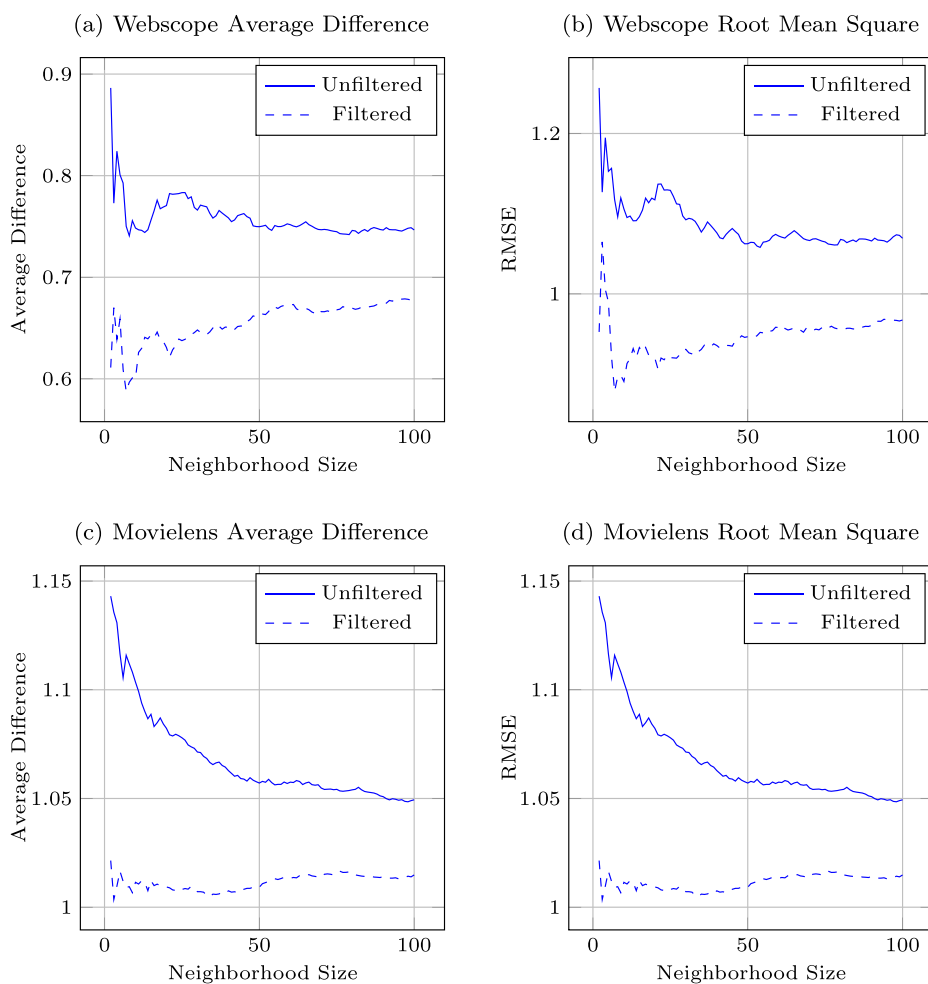 (a) Webscope Average Difference
Average Difference
0.9
0.8
0.7
0.6
Unfiltered
Filtered
0
50
100
Neighborhood Size
(b) Webscope Root Mean Square
RMSE
1.2
1
Unfiltered
Filtered
0
50
100
Neighborhood Size
(c) Movielens Average Difference
Average Difference
1.15
1.1
1.05
1
Unfiltered
Filtered
0
50
100
Neighborhood Size
(d) Movielens Root Mean Square
RMSE
1.15
1.1
1.05
1
Unfiltered
Filtered
0
50
100
Neighborhood Size